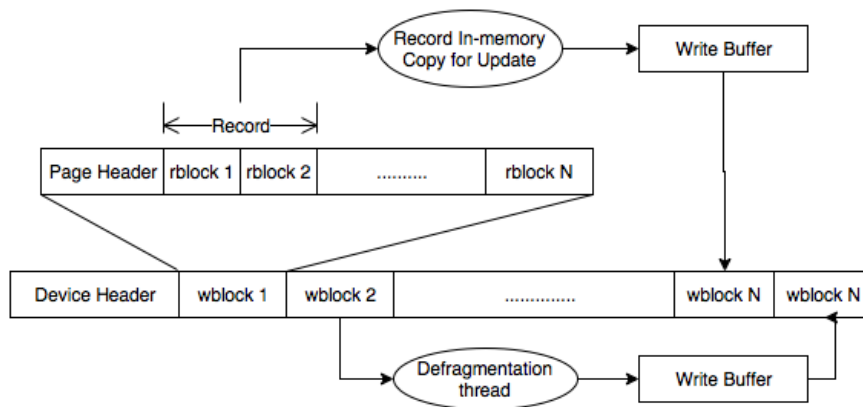 Record In-memory
Copy for Update
Write Buffer
Record
Page Header rblock 1 rblock 2 .......... rblock N
Device Header wblock 1 wblock 2 .............. wblock N wblock N
Defragmentation
thread
Write Buffer